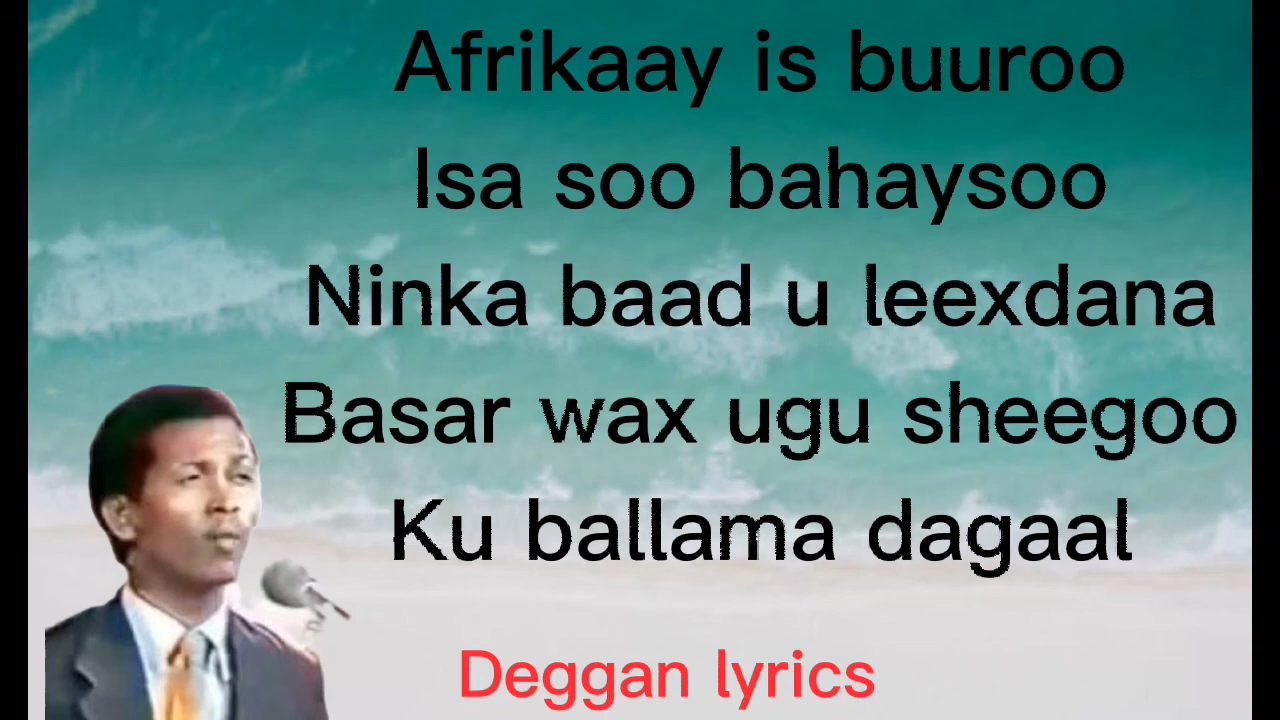 Afrikaay is buuroo
Isa soo bahaysoo
Ninka baad u leexdana
Basar wax ugu sheegoo
Ku ballama dagaal
Deggan lyrics